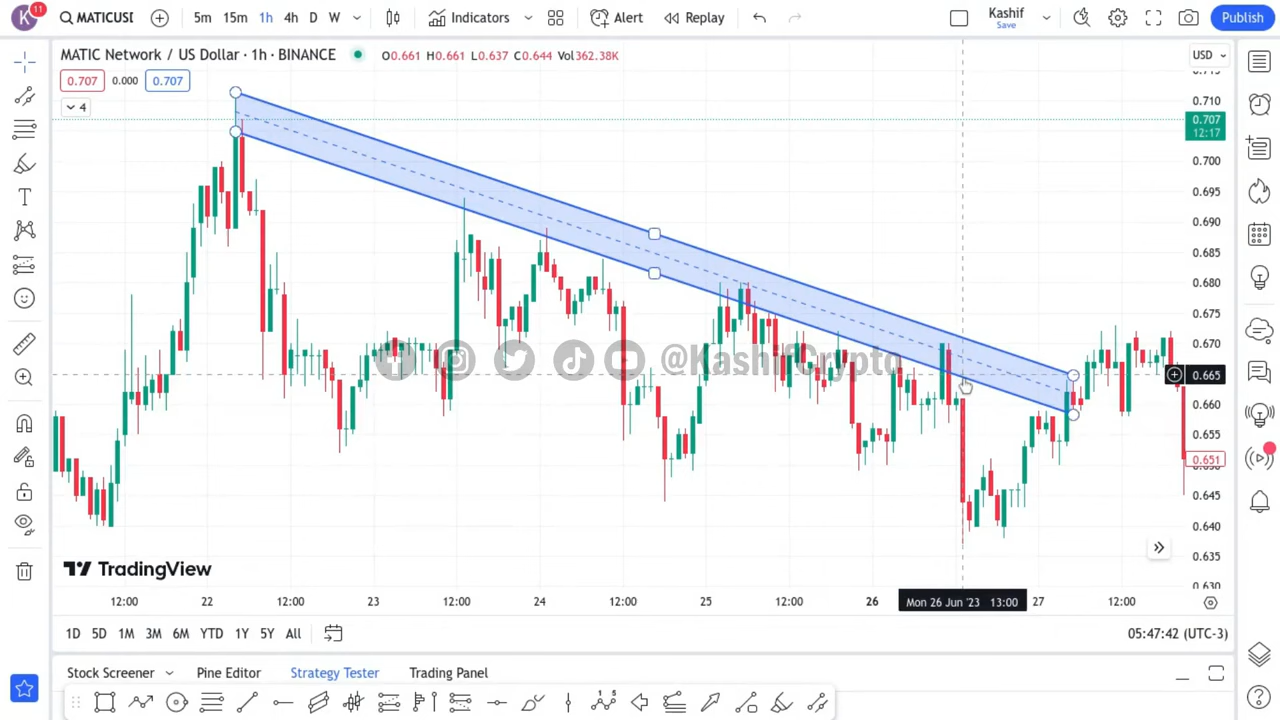 K 11 MATICUSI 5m 15m 1h 4h D W Indicators Alert Replay Kashif Save Publish
MATIC Network / US Dollar · 1h · BINANCE O0.661 H0.661 L0.637 C0.644 Vol362.38K USD
0.707 0.000 0.707
4
0.715
0.710
0.707
12:17
0.700
0.695
0.690
0.685
0.680
0.675
0.670
@KashifCrypto
0.665
0.660
0.655
0.651
0.650
0.645
0.640
0.635
0.630
TradingView
12:00 22 12:00 23 12:00 24 12:00 25 12:00 26 Mon 26 Jun '23 13:00 27 12:00
1D 5D 1M 3M 6M YTD 1Y 5Y All 05:47:42 (UTC-3)
Stock Screener Pine Editor Strategy Tester Trading Panel